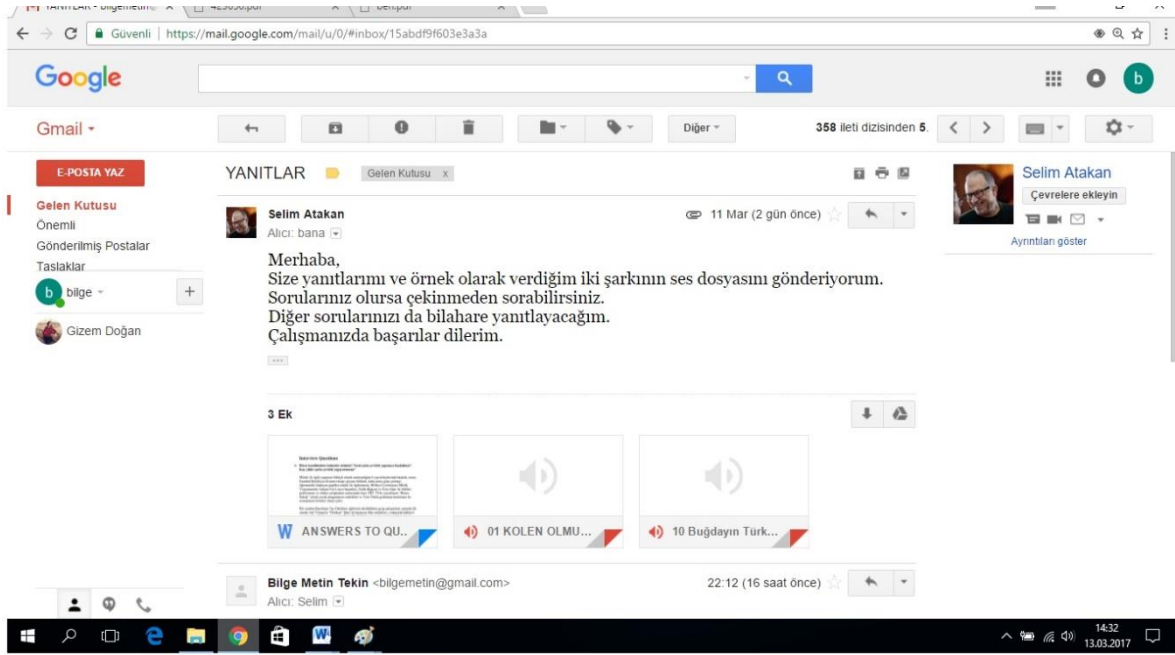 Güvenli | https://mail.google.com/mail/u/0/#inbox/15abdf9f603e3a3a
Google
b
Gmail
Diğer
358 ileti dizisinden 5.
E-POSTA YAZ
Gelen Kutusu
Önemli
Gönderilmiş Postalar
Taslaklar
b bilge
+
Gizem Doğan
YANITLAR Gelen Kutusu x
Selim Atakan 11 Mar (2 gün önce)
Alıcı: bana
Merhaba,
Size yanıtlarımı ve örnek olarak verdiğim iki şarkının ses dosyasını gönderiyorum.
Sorularınız olursa çekinmeden sorabilirsiniz.
Diğer sorularınızı da bilahare yanıtlayacağım.
Çalışmanızda başarılar dilerim.
3 Ek
W ANSWERS TO QU..
01 KOLEN OLMU...
10 Buğdayın Türk...
Bilge Metin Tekin <bilgemetin@gmail.com> 22:12 (16 saat önce)
Alıcı: Selim
Selim Atakan
Çevrelere ekleyin
Ayrıntıları göster
14:32
13.03.2017